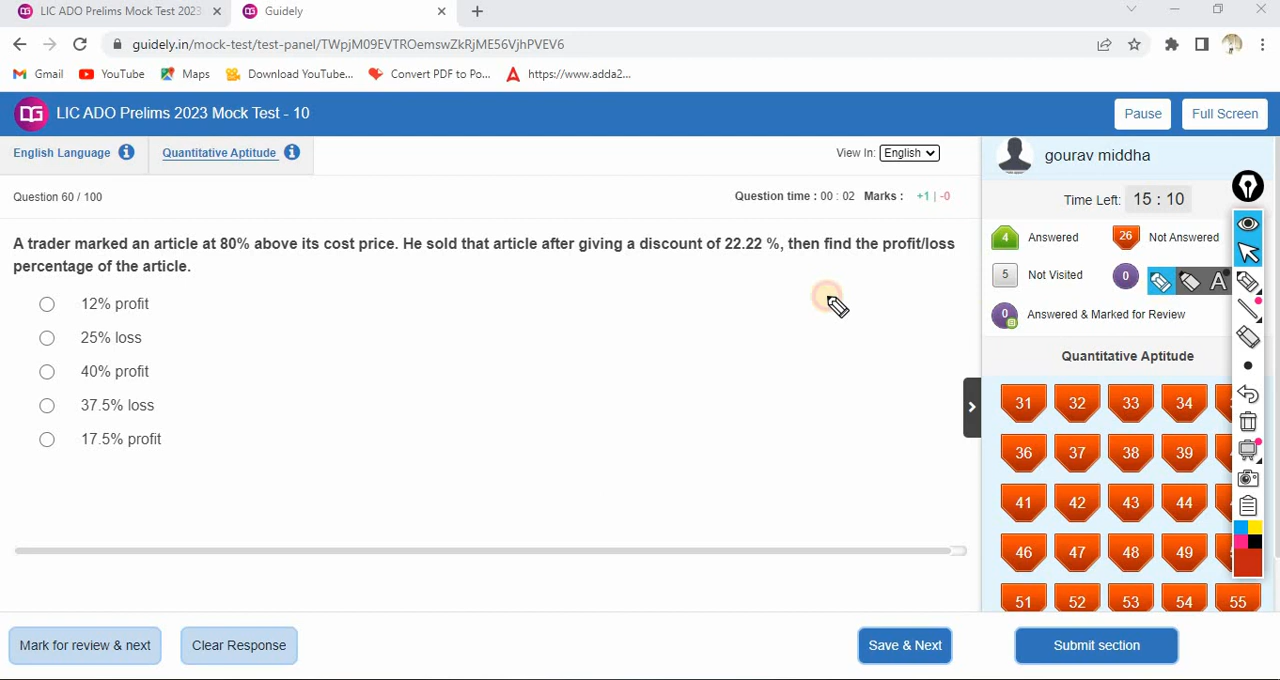 LIC ADO Prelims Mock Test 2023
Guidely
guidely.in/mock-test/test-panel/TWpjM09EVTROemswZkRjME56VjhPVEV6
Gmail
YouTube
Maps
Download YouTube...
Convert PDF to Po...
https://www.adda2...
DG
LIC ADO Prelims 2023 Mock Test - 10
Pause
Full Screen
English Language
Quantitative Aptitude
View In: English
gourav middha
Question 60 / 100
Question time : 00 : 02 Marks : +1 | -0
Time Left: 15 : 10
A trader marked an article at 80% above its cost price. He sold that article after giving a discount of 22.22 %, then find the profit/loss
percentage of the article.
12% profit
25% loss
40% profit
37.5% loss
17.5% profit
4 Answered
26 Not Answered
5 Not Visited
0
A
0 Answered & Marked for Review
Quantitative Aptitude
31 32 33 34
36 37 38 39
41 42 43 44
46 47 48 49
51 52 53 54 55
Mark for review & next
Clear Response
Save & Next
Submit section